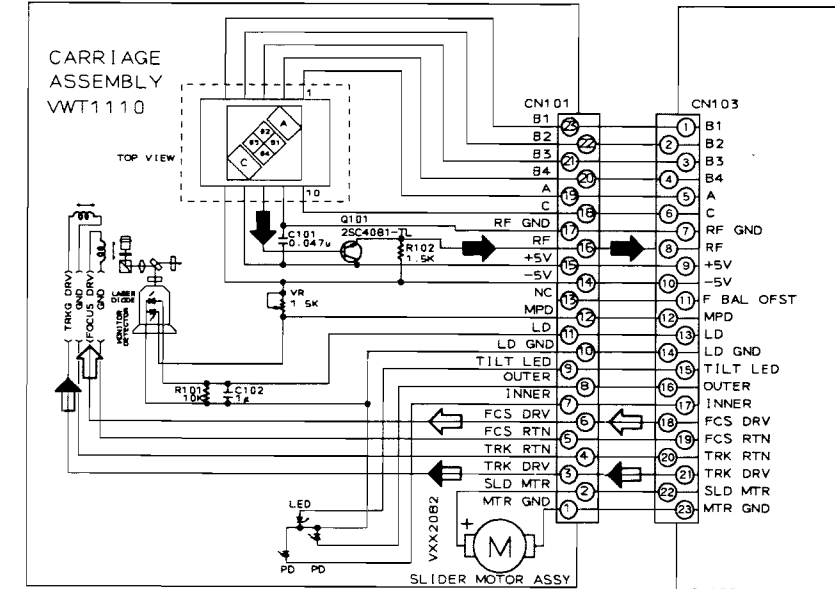 CARRIAGE
ASSEMBLY
VWT1110
TOP VIEW
1
10
A
B2
B3 B1
B4
C
Q101
2SC4081-TL
C101
0.047u
R102
1.5K
VR
1.5K
R101
10K
C102
1μ
TRKG DRV
GND
(FOCUS DRV)
GND
LASER
DIODE
MONITOR
DETECTOR
LED
PD PD
VXX2082
+
M
SLIDER MOTOR ASSY
CN101 CN103
B1 23 1 B1
B2 22 2 B2
B3 21 3 B3
B4 20 4 B4
A 19 5 A
C 18 6 C
RF GND 17 7 RF GND
RF 16 8 RF
+5V 15 9 +5V
-5V 14 10 -5V
NC 13 11 F BAL OFST
MPD 12 12 MPD
LD 11 13 LD
LD GND 10 14 LD GND
TILT LED 9 15 TILT LED
OUTER 8 16 OUTER
INNER 7 17 INNER
FCS DRV 6 18 FCS DRV
FCS RTN 5 19 FCS RTN
TRK RTN 4 20 TRK RTN
TRK DRV 3 21 TRK DRV
SLD MTR 2 22 SLD MTR
MTR GND 1 23 MTR GND